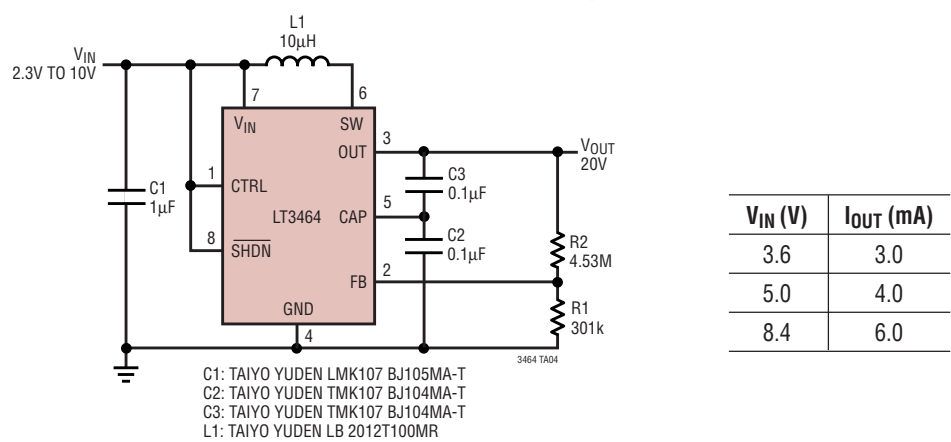 L1
10µH
VIN
2.3V TO 10V
7
6
VIN
SW
3
OUT
VOUT
20V
C3
0.1µF
1
CTRL
C1
1µF
LT3464
CAP
5
C2
0.1µF
R2
4.53M
8
SHDN
2
FB
R1
301k
GND
4
3464 TA04
C1: TAIYO YUDEN LMK107 BJ105MA-T
C2: TAIYO YUDEN TMK107 BJ104MA-T
C3: TAIYO YUDEN TMK107 BJ104MA-T
L1: TAIYO YUDEN LB 2012T100MR
VIN (V) IOUT (mA)
3.6 3.0
5.0 4.0
8.4 6.0